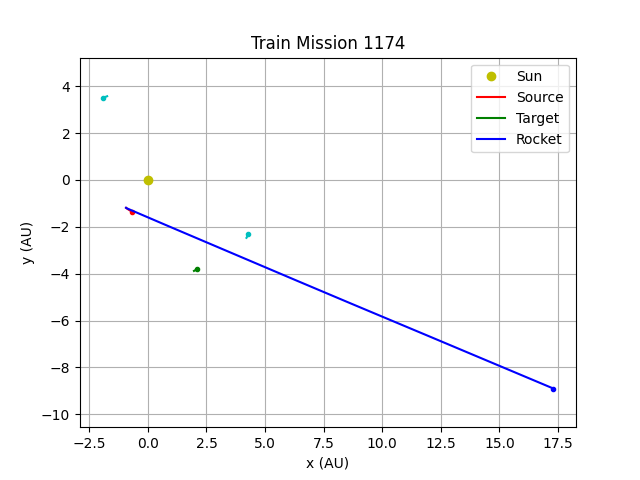 Train Mission 1174
Sun
Source
Target
Rocket
4
2
0
−2
−4
−6
−8
−10
y (AU)
−2.5 0.0 2.5 5.0 7.5 10.0 12.5 15.0 17.5
x (AU)